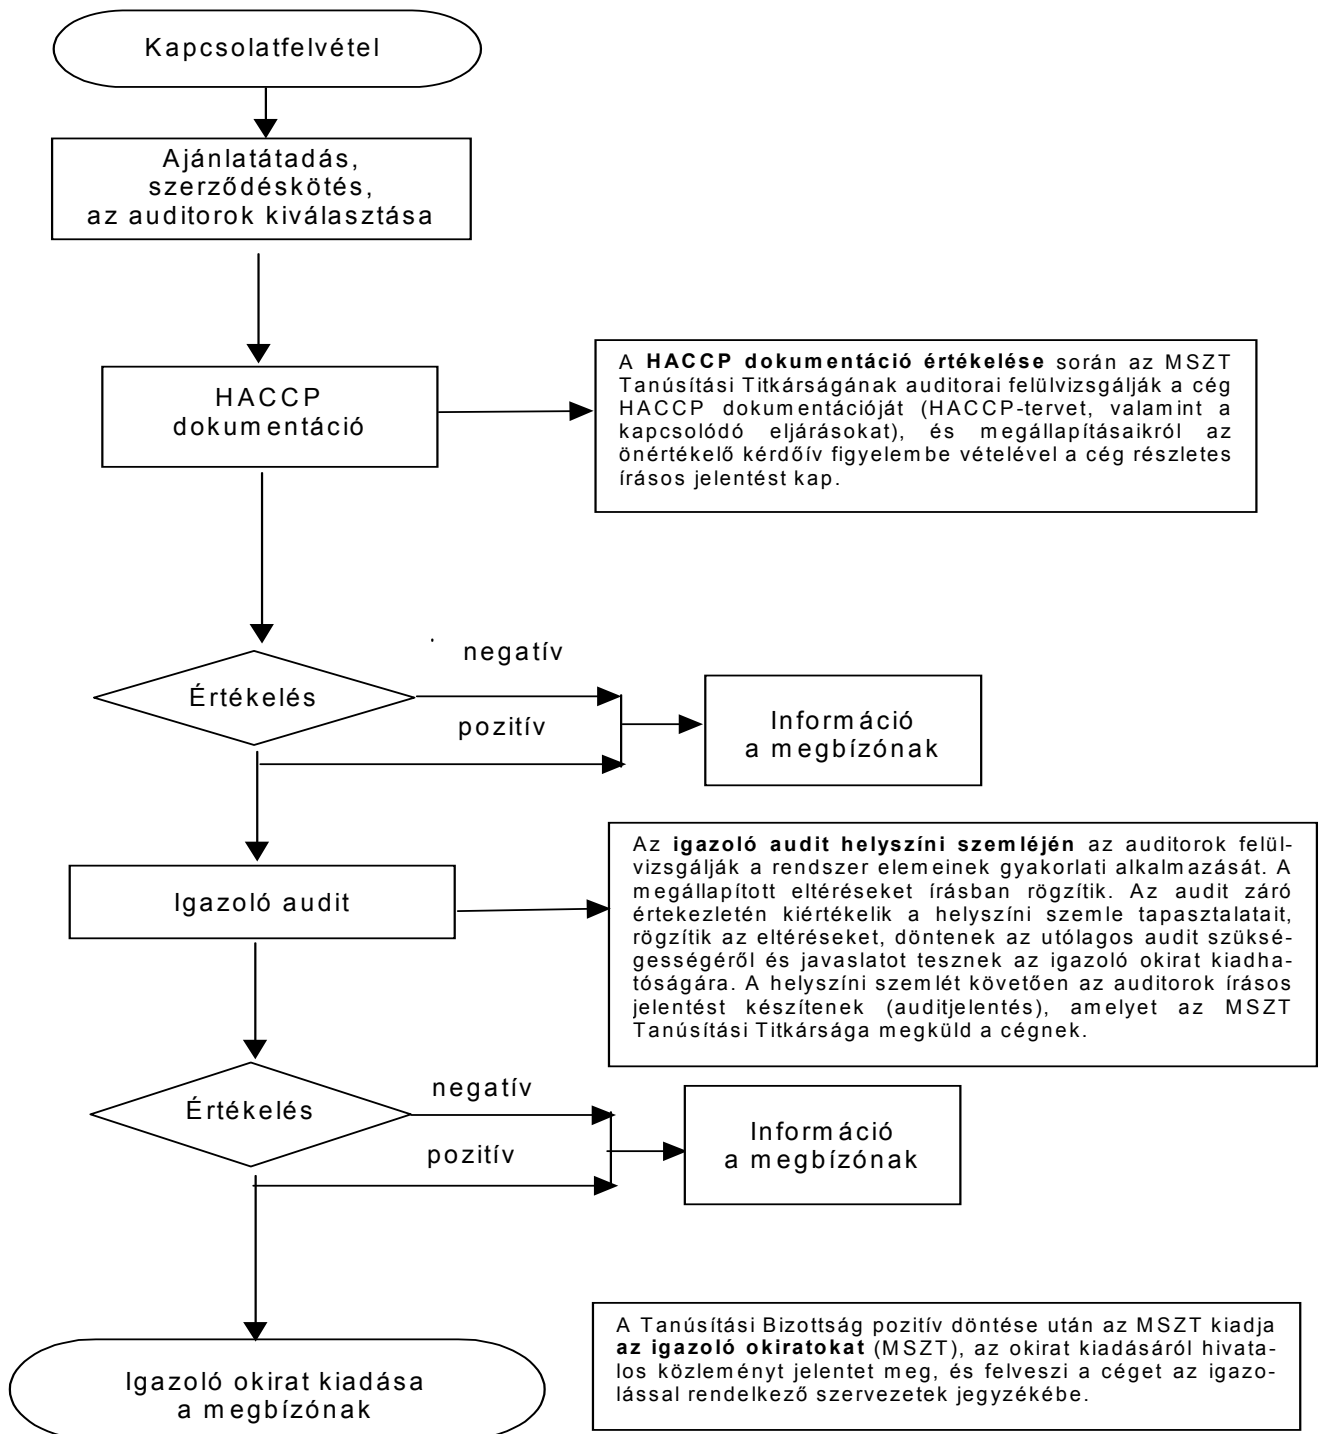 Kapcsolatfelvétel
Ajánlatátadás,
szerződéskötés,
az auditorok kiválasztása
HACCP
dokumentáció
A HACCP dokumentáció értékelése során az MSZT
Tanúsítási Titkárságának auditorai felülvizsgálják a cég
HACCP dokumentációját (HACCP-tervet, valamint a
kapcsolódó eljárásokat), és megállapításaikról az
önértékelő kérdőív figyelembe vételével a cég részletes
írásos jelentést kap.
Értékelés
negatív
pozitív
Információ
a megbízónak
Igazoló audit
Az igazoló audit helyszíni szemléjén az auditorok felül-
vizsgálják a rendszer elemeinek gyakorlati alkalmazását. A
megállapított eltéréseket írásban rögzítik. Az audit záró
értekezletén kiértékelik a helyszíni szemle tapasztalatait,
rögzítik az eltéréseket, döntenek az utólagos audit szüksé-
gességéről és javaslatot tesznek az igazoló okirat kiadha-
tóságára. A helyszíni szemlét követően az auditorok írásos
jelentést készítenek (auditjelentés), amelyet az MSZT
Tanúsítási Titkársága megküld a cégnek.
Értékelés
negatív
pozitív
Információ
a megbízónak
Igazoló okirat kiadása
a megbízónak
A Tanúsítási Bizottság pozitív döntése után az MSZT kiadja
az igazoló okiratokat (MSZT), az okirat kiadásáról hivata-
los közleményt jelentet meg, és felveszi a céget az igazo-
lással rendelkező szervezetek jegyzékébe.